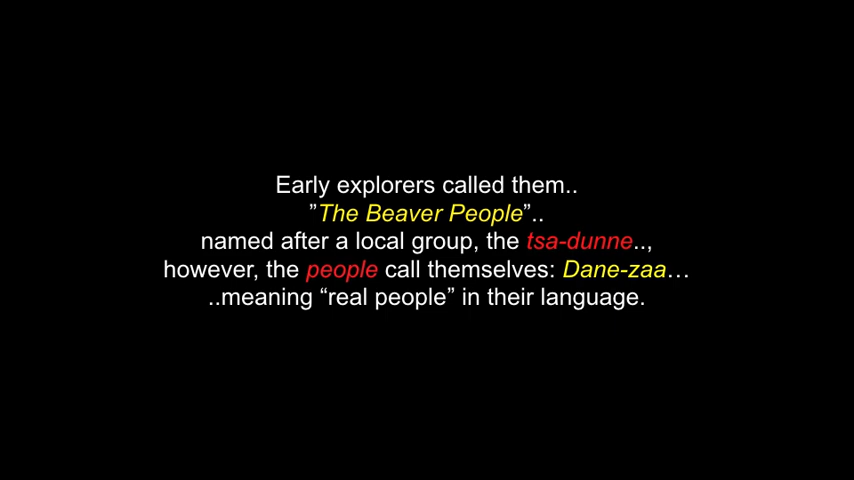 Early explorers called them..
”The Beaver People”..
named after a local group, the tsa-dunne..,
however, the people call themselves: Dane-zaa…
..meaning “real people” in their language.